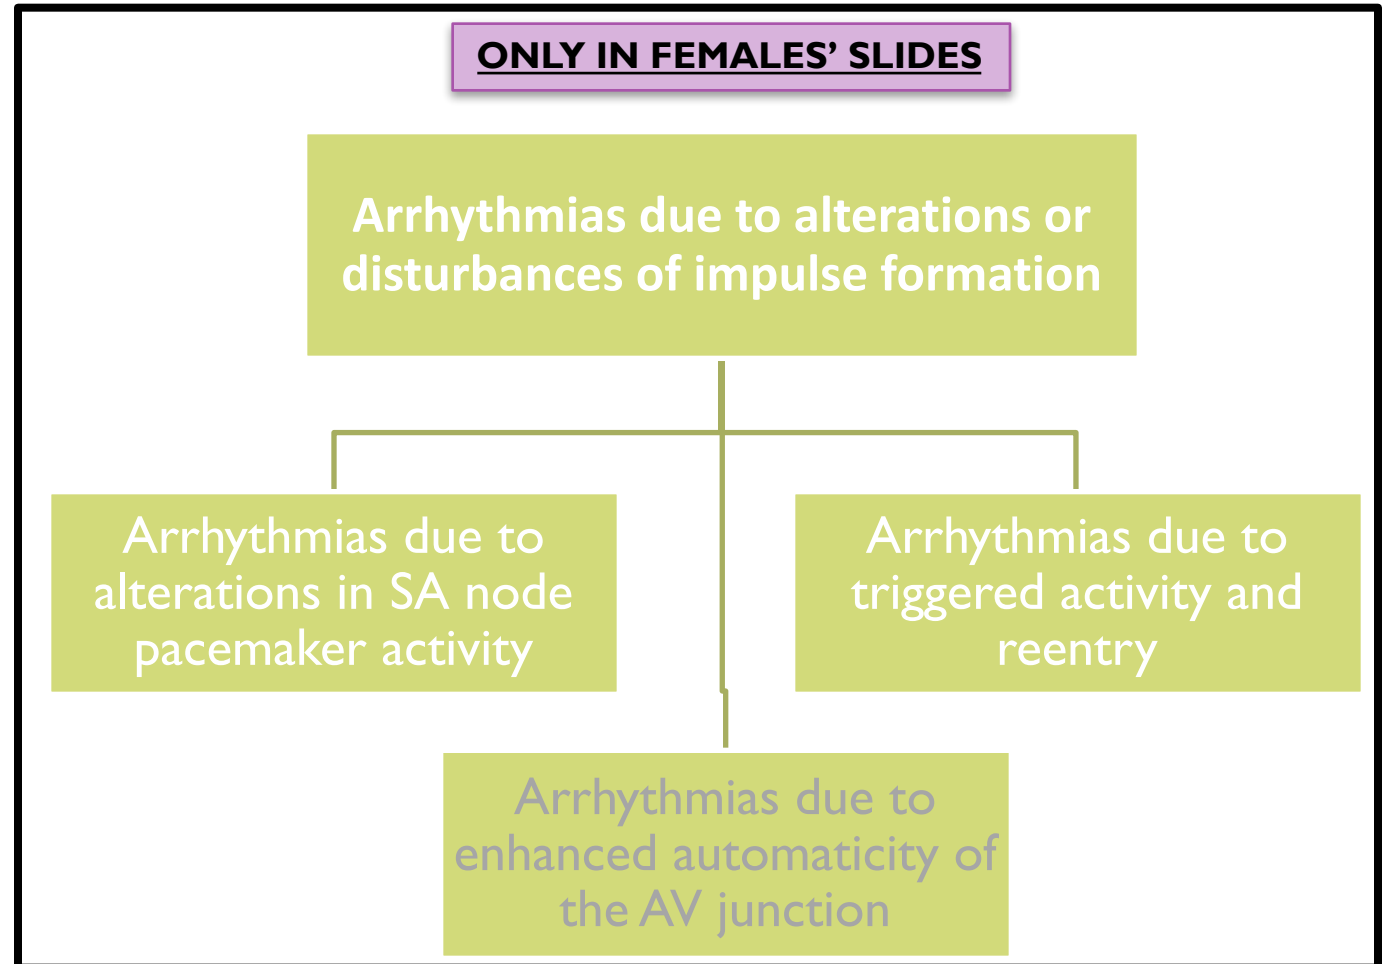 ONLY IN FEMALES’ SLIDES
Arrhythmias due to alterations or
disturbances of impulse formation
Arrhythmias due to
alterations in SA node
pacemaker activity
Arrhythmias due to
triggered activity and
reentry
Arrhythmias due to
enhanced automaticity of
the AV junction